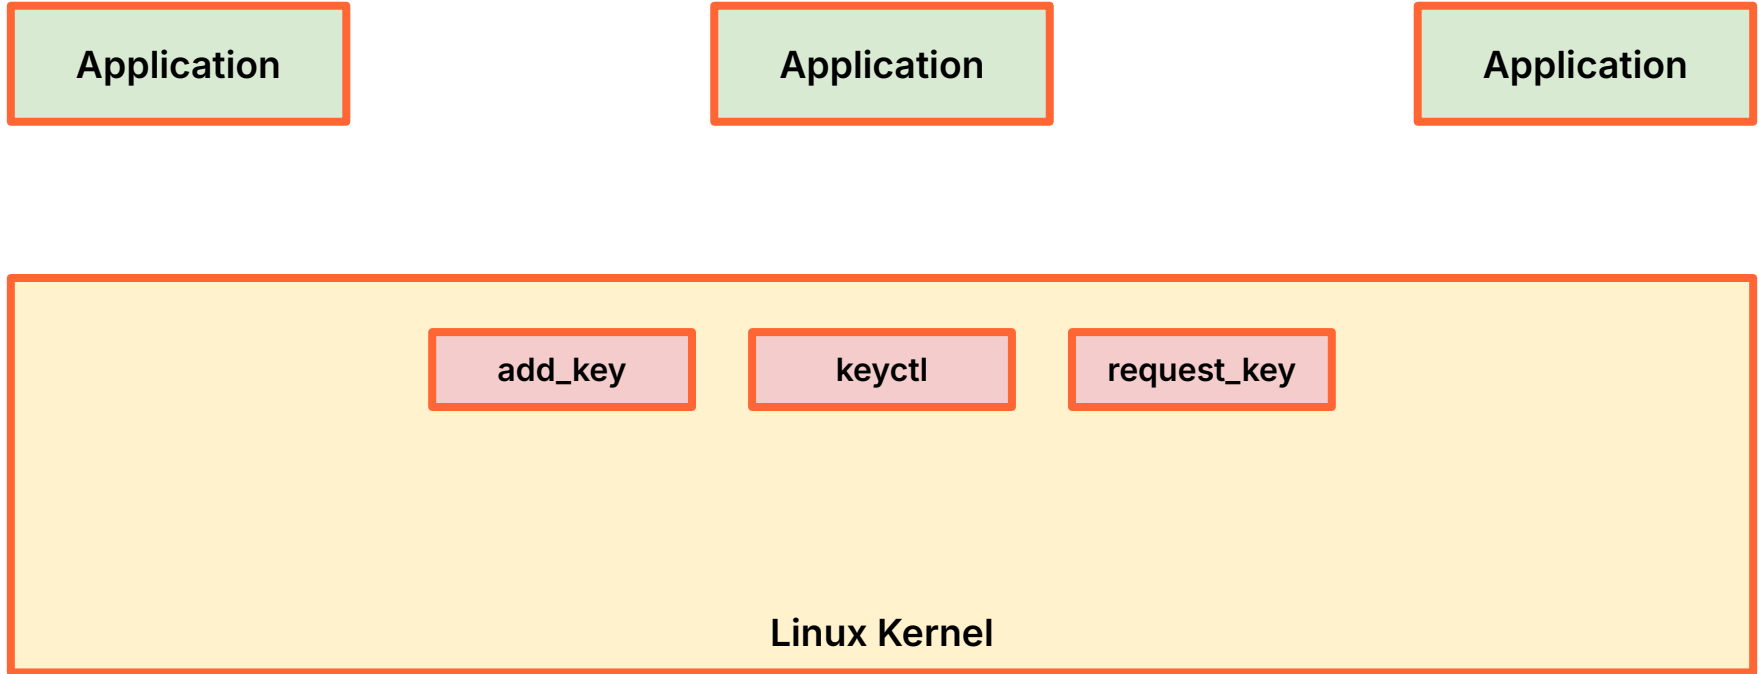 Application
Application
Application
add_key
keyctl
request_key
Linux Kernel